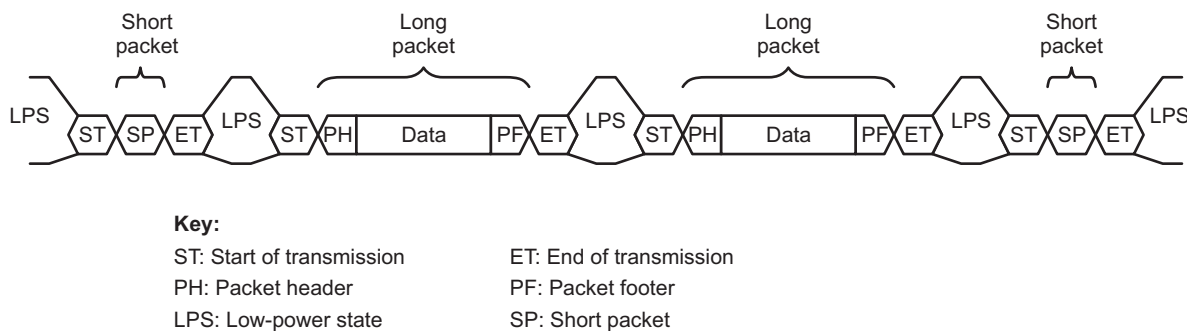 Short packet
Long packet
Long packet
Short packet
LPS ST SP ET LPS ST PH Data PF ET LPS ST PH Data PF ET LPS ST SP ET LPS
Key:
ST: Start of transmission
ET: End of transmission
PH: Packet header
PF: Packet footer
LPS: Low-power state
SP: Short packet